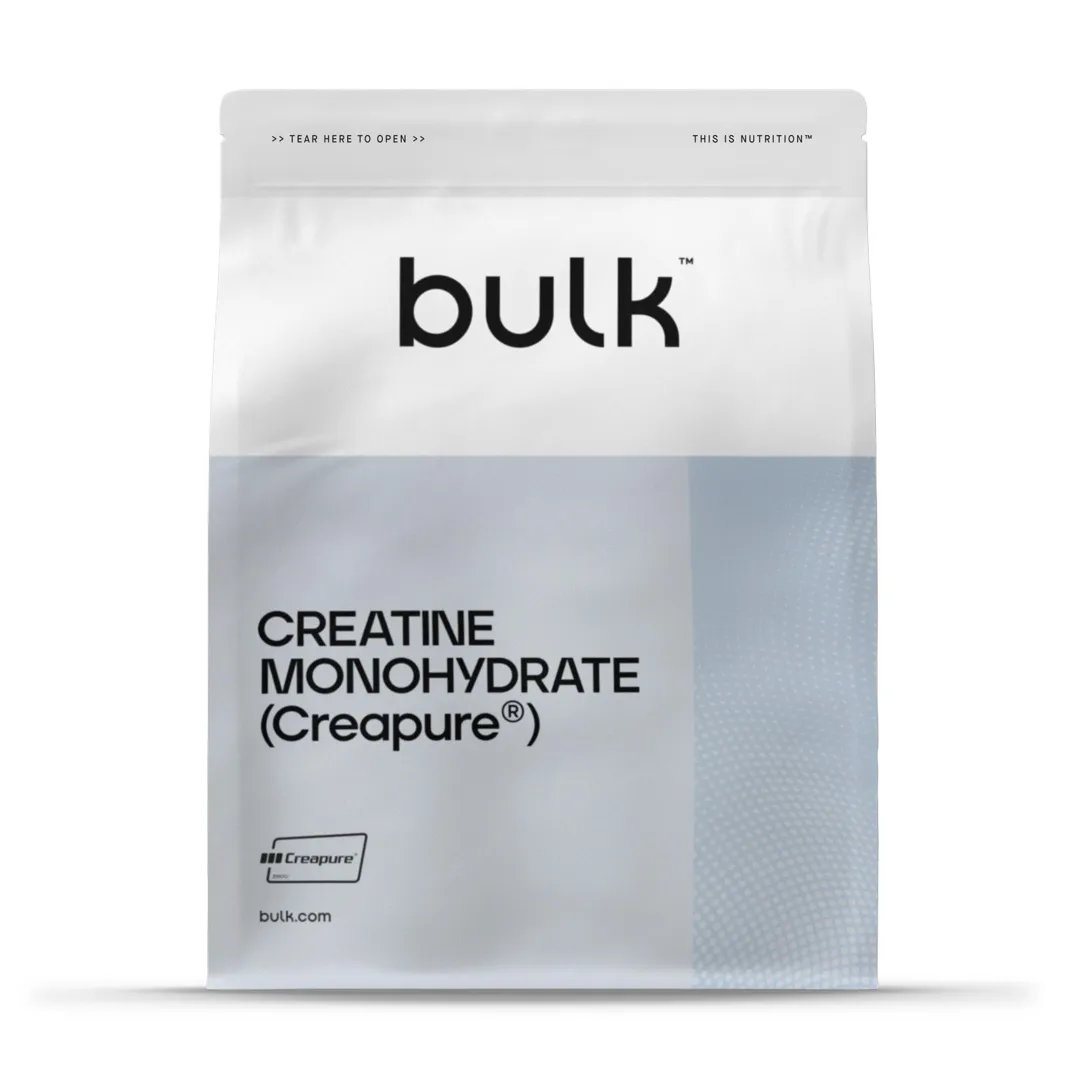 >> TEAR HERE TO OPEN >>
THIS IS NUTRITION™
bulk™
CREATINE
MONOHYDRATE
(Creapure®)
Creapure®
bulk.com